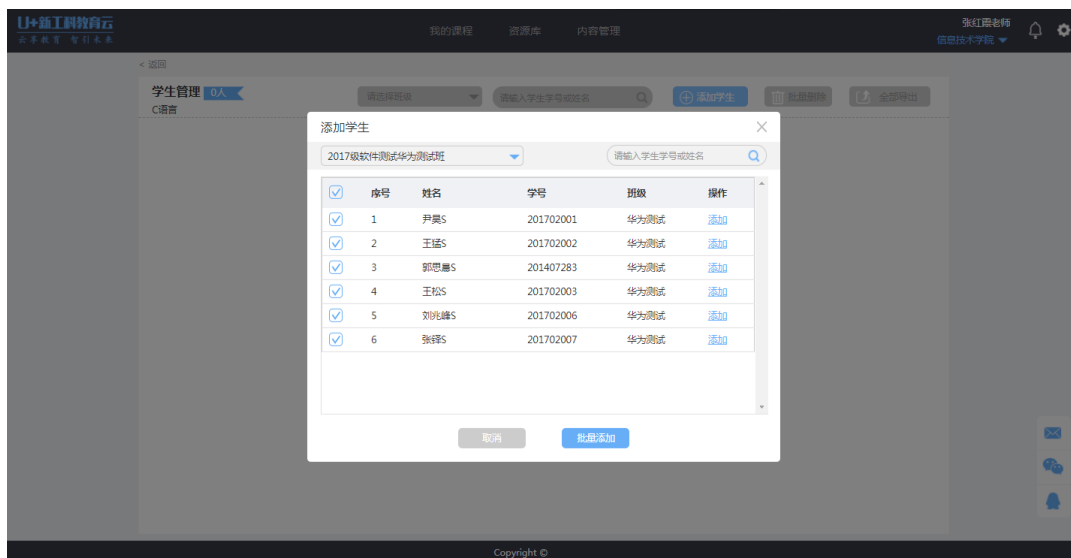 U+新工科教育云
云享教育 智引未来
我的课程 资源库 内容管理
张红霞老师
信息技术学院
< 返回
学生管理 0人
C语言
请选择班级 请输入学生学号或姓名 添加学生 批量删除 全部导出
添加学生
2017级软件测试华为测试班 请输入学生学号或姓名
序号 姓名 学号 班级 操作
1 尹昊S 201702001 华为测试 添加
2 王猛S 201702002 华为测试 添加
3 郭思晨S 201407283 华为测试 添加
4 王松S 201702003 华为测试 添加
5 刘兆峰S 201702006 华为测试 添加
6 张铎S 201702007 华为测试 添加
取消 批量添加
Copyright ©